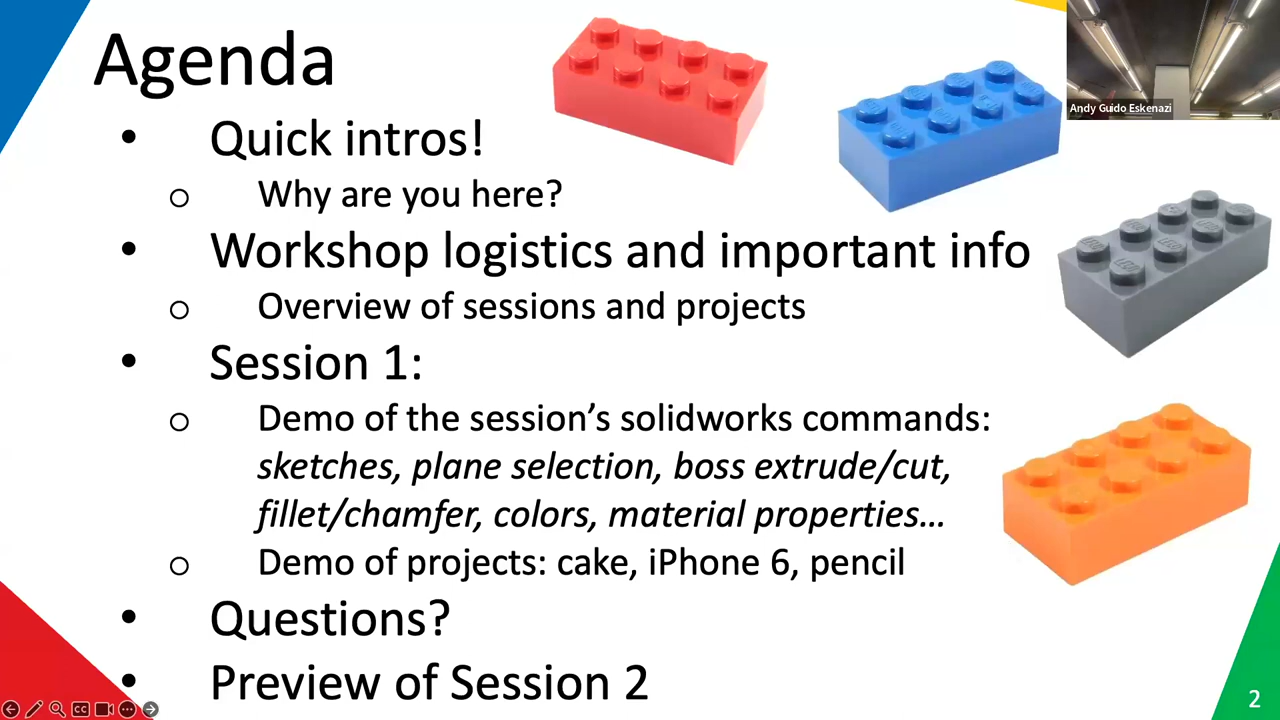 Agenda
Andy Guido Eskenazi
• Quick intros!
o Why are you here?
• Workshop logistics and important info
o Overview of sessions and projects
• Session 1:
o Demo of the session’s solidworks commands:
sketches, plane selection, boss extrude/cut,
fillet/chamfer, colors, material properties…
o Demo of projects: cake, iPhone 6, pencil
• Questions?
• Preview of Session 2
CC
2